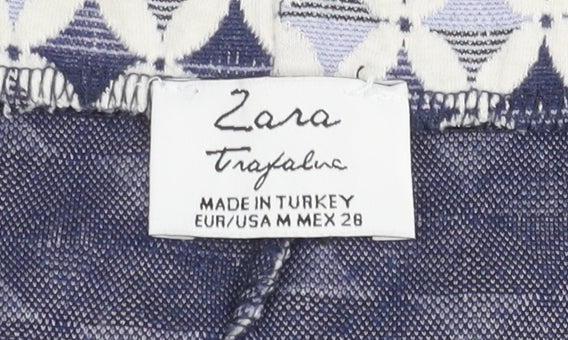 Zara
Trafaluc
MADE IN TURKEY
EUR/USA M MEX 28